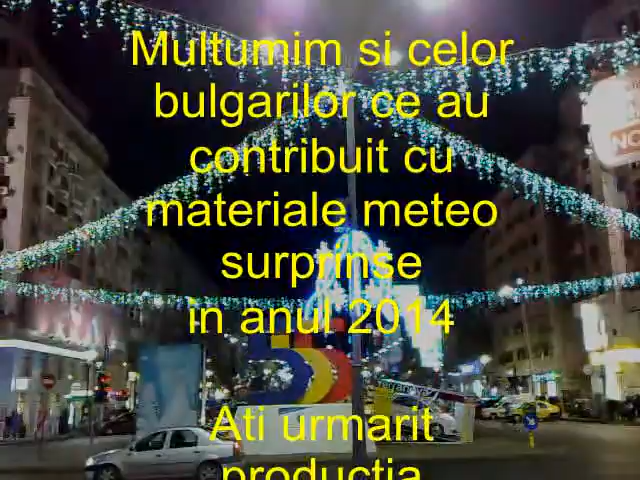 Multumim si celor
bulgarilor ce au
contribuit cu
materiale meteo
surprinse
in anul 2014
Ati urmarit
productia